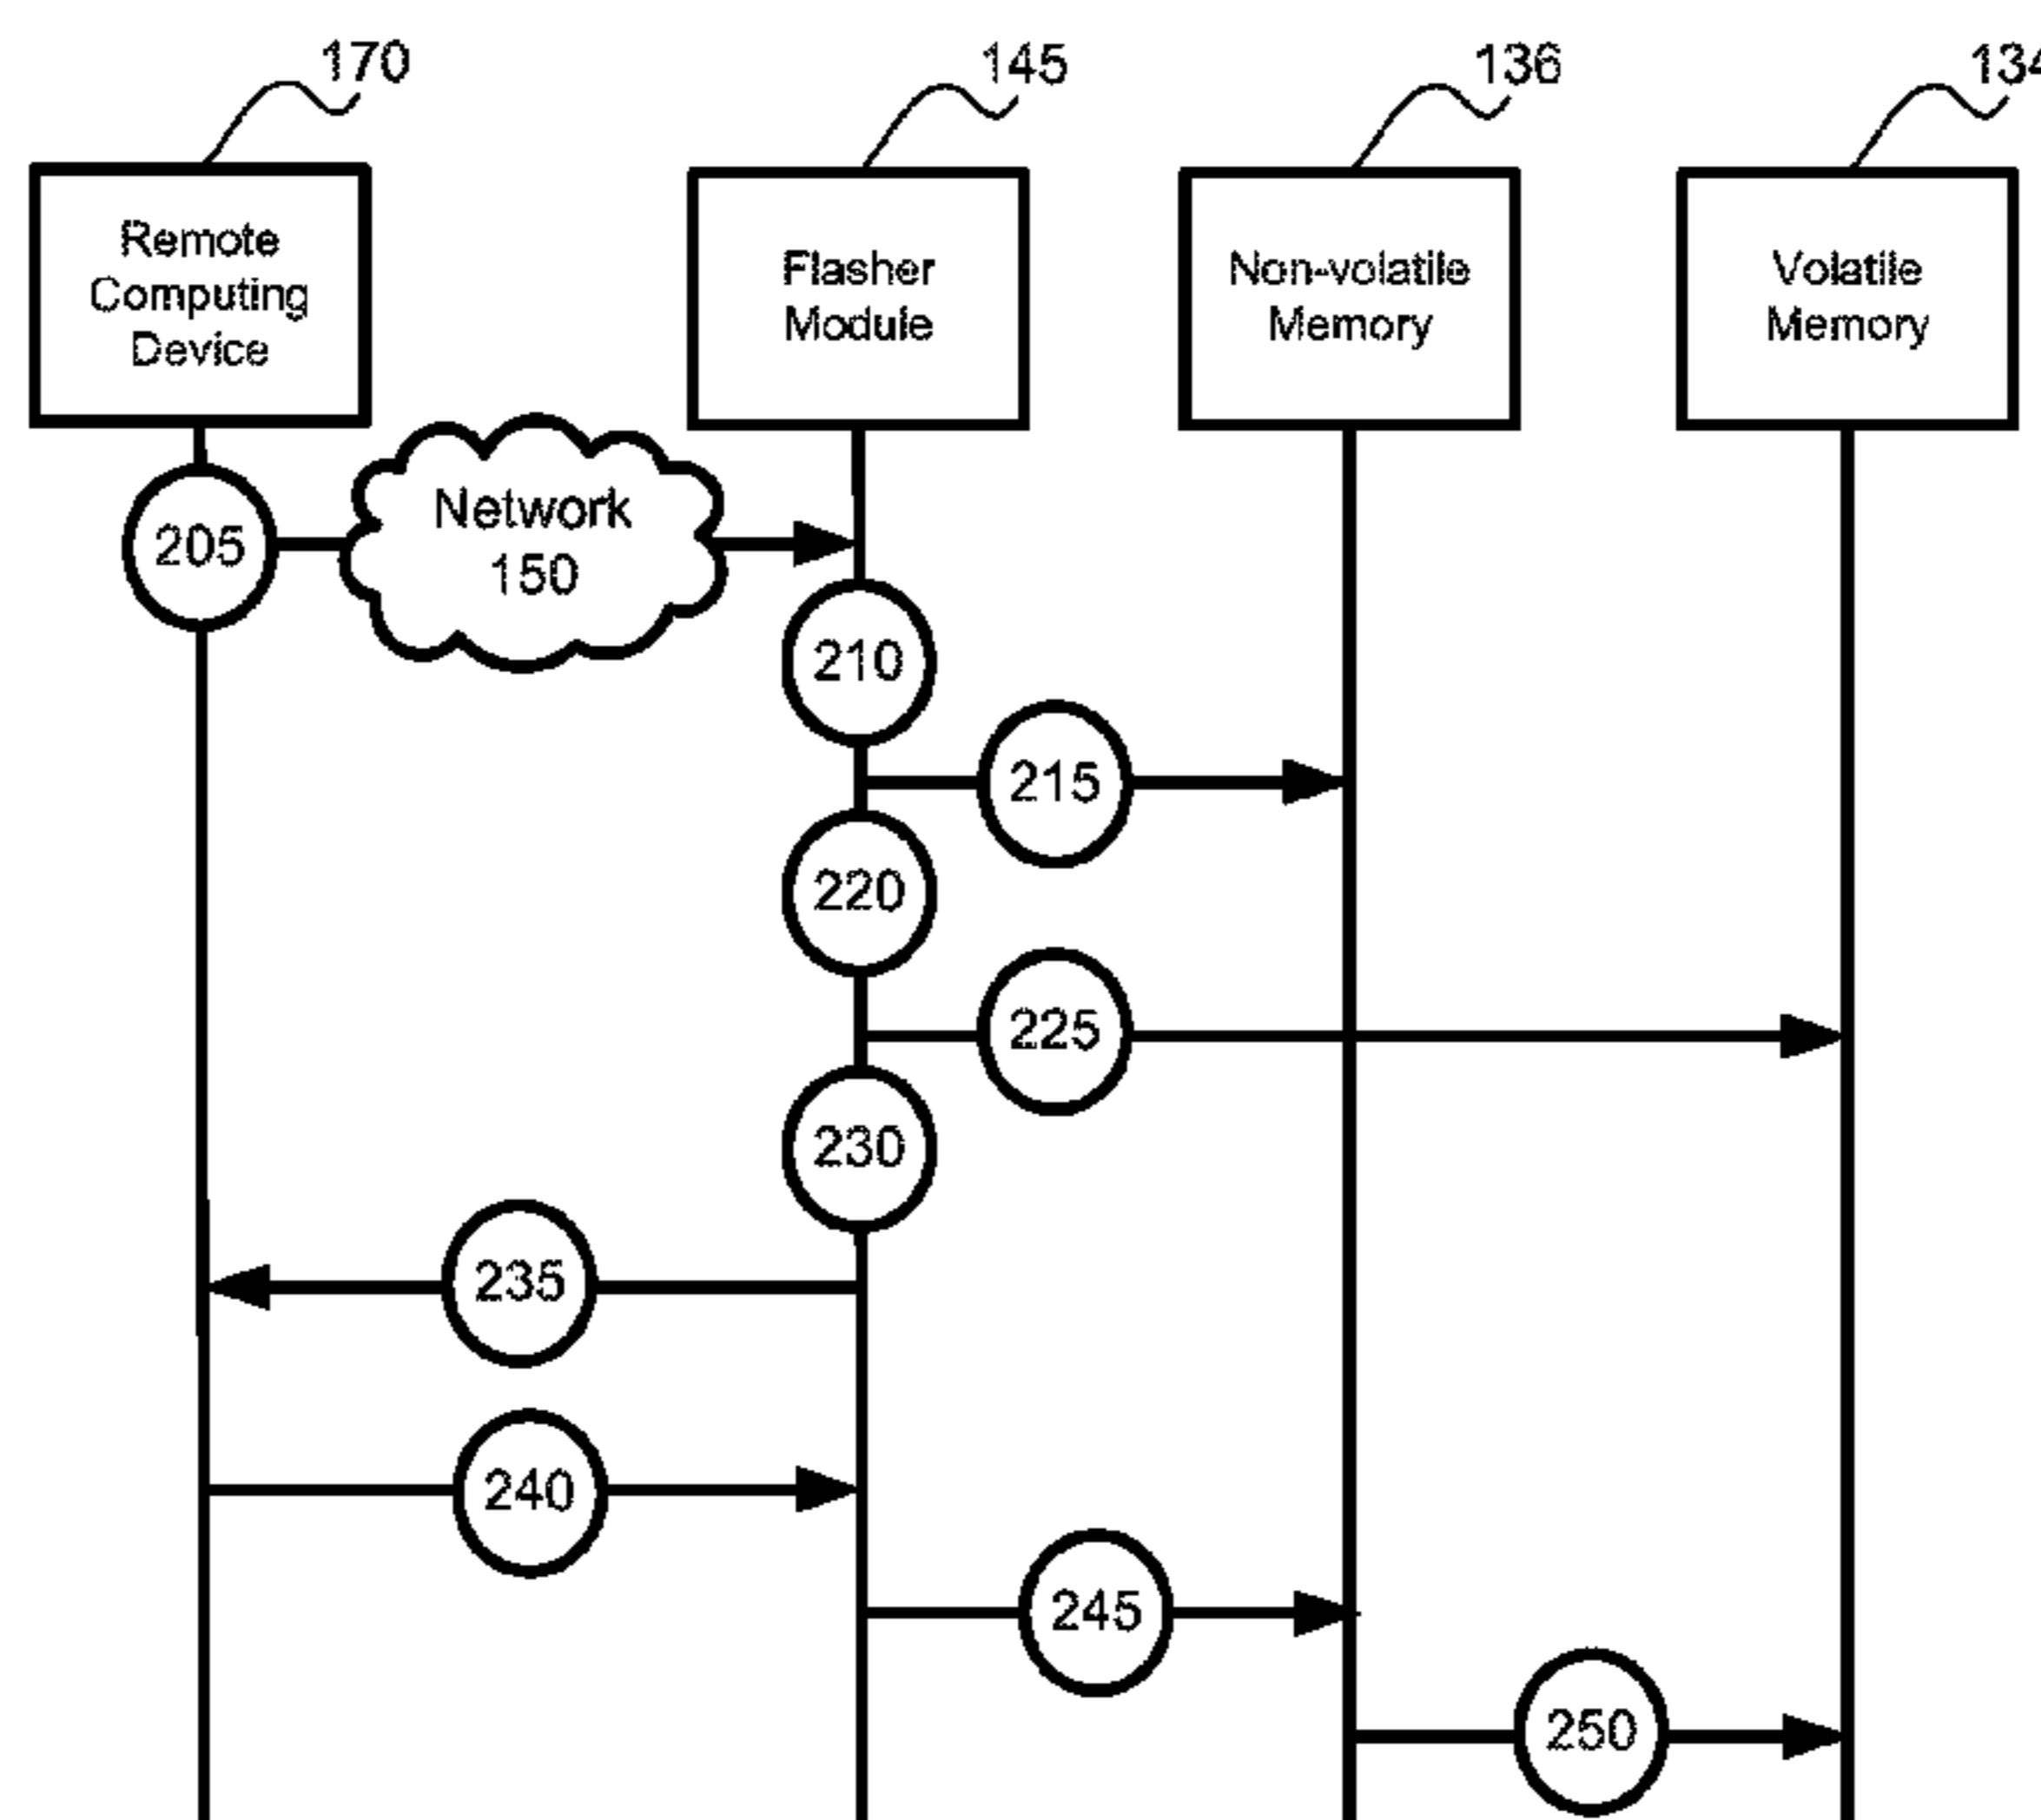 170
145
136
134
Remote
Computing
Device
Flasher
Module
Non-volatile
Memory
Volatile
Memory
Network
150
205
210
215
220
225
230
235
240
245
250